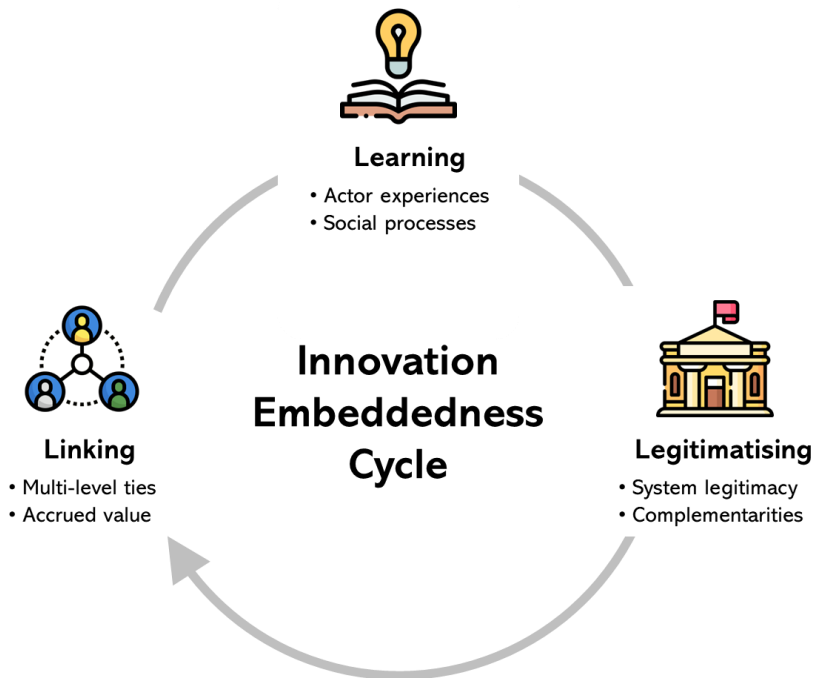 Learning
• Actor experiences
• Social processes
Innovation
Embeddedness
Cycle
Linking
• Multi-level ties
• Accrued value
Legitimatising
• System legitimacy
• Complementarities